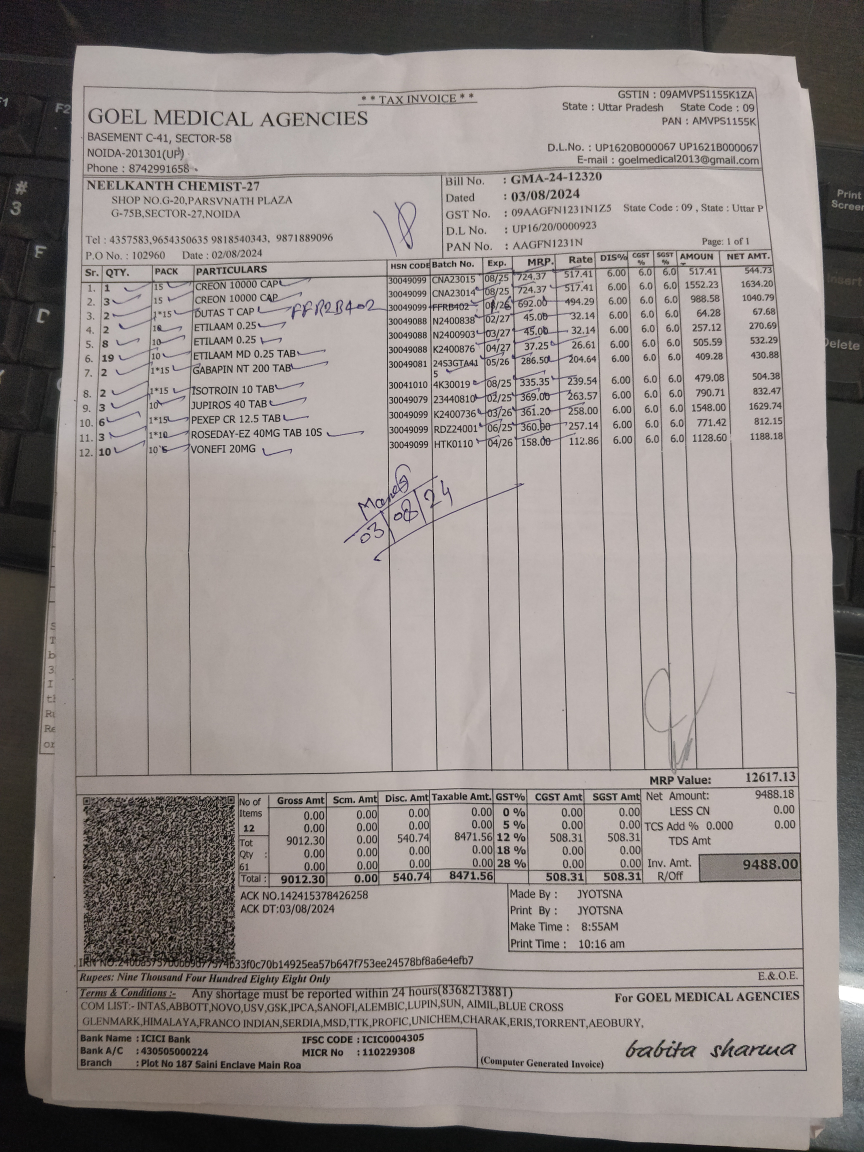 * * TAX INVOICE * *
GSTIN : 09AMVPS1155K1ZA
GOEL MEDICAL AGENCIES
State : Uttar Pradesh State Code : 09
PAN : AMVPS1155K
BASEMENT C-41, SECTOR-58
NOIDA-201301(UP)
D.L.No. : UP1620B000067 UP1621B000067
Phone : 8742991658
E-mail : goelmedical2013@gmail.com
NEELKANTH CHEMIST-27
SHOP NO.G-20,PARSVNATH PLAZA
G-75B,SECTOR-27,NOIDA
Tel : 4357583,9654350635 9818540343, 9871889096
P.O No. : 102960 Date : 02/08/2024
Bill No. : GMA-24-12320
Dated : 03/08/2024
GST No. : 09AAGFN1231N1Z5 State Code : 09 , State : Uttar P
D.L No. : UP16/20/0000923
PAN No. : AAGFN1231N
Page: 1 of 1
Sr. QTY. PACK PARTICULARS HSN CODE Batch No. Exp. MRP. Rate DIS% CGST % SGST % AMOUN NET AMT.
1. 1 15 CREON 10000 CAP 30049099 CNA23015 08/25 724.37 517.41 6.00 6.0 6.0 517.41 544.73
2. 3 15 CREON 10000 CAP 30049099 CNA23014 08/25 724.37 517.41 6.00 6.0 6.0 1552.23 1634.20
3. 2 1*15 DUTAS T CAP FFR2B402 30049099 FFRB402 01/26 692.00 494.29 6.00 6.0 6.0 988.58 1040.79
4. 2 10 ETILAAM 0.25 30049088 N2400838 02/27 45.00 32.14 6.00 6.0 6.0 64.28 67.68
5. 8 10 ETILAAM 0.25 30049088 N2400903 03/27 45.00 32.14 6.00 6.0 6.0 257.12 270.69
6. 19 10 ETILAAM MD 0.25 TAB 30049088 K2400876 04/27 37.25 26.61 6.00 6.0 6.0 505.59 532.29
7. 2 1*15 GABAPIN NT 200 TAB 30049081 24S3GTA41 05/26 286.50 204.64 6.00 6.0 6.0 409.28 430.88
5
8. 2 1*15 ISOTROIN 10 TAB 30041010 4K30019 08/25 335.35 239.54 6.00 6.0 6.0 479.08 504.38
9. 3 10 JUPIROS 40 TAB 30049079 23440810 02/25 369.00 263.57 6.00 6.0 6.0 790.71 832.47
10. 6 1*15 PEXEP CR 12.5 TAB 30049099 K2400736 03/26 361.20 258.00 6.00 6.0 6.0 1548.00 1629.74
11. 3 1*10 ROSEDAY-EZ 40MG TAB 10S 30049099 RDZ24001 06/25 360.00 257.14 6.00 6.0 6.0 771.42 812.15
12. 10 VONEFI 20MG 30049099 HTK0110 04/26 158.00 112.86 6.00 6.0 6.0 1128.60 1188.18
03/08/24
MRP Value: 12617.13
No of Items 12 Tot Qty : 61
Gross Amt Scm. Amt Disc. Amt Taxable Amt. GST% CGST Amt SGST Amt
0.00 0.00 0.00 0.00 0 % 0.00 0.00
0.00 0.00 0.00 0.00 5 % 0.00 0.00
9012.30 0.00 540.74 8471.56 12 % 508.31 508.31
0.00 0.00 0.00 0.00 18 % 0.00 0.00
0.00 0.00 0.00 0.00 28 % 0.00 0.00
Total : 9012.30 0.00 540.74 8471.56 508.31 508.31
Net Amount: 9488.18
LESS CN 0.00
TCS Add % 0.000 0.00
TDS Amt
Inv. Amt. 9488.00
R/Off
ACK NO.142415378426258
ACK DT:03/08/2024
Made By : JYOTSNA
Print By : JYOTSNA
Make Time : 8:55AM
Print Time : 10:16 am
Rupees: Nine Thousand Four Hundred Eighty Eight Only
E.& O.E.
Terms & Conditions :- Any shortage must be reported within 24 hours(8368213881)
For GOEL MEDICAL AGENCIES
COM LIST:- INTAS,ABBOTT,NOVO,USV,GSK,IPCA,SANOFI,ALEMBIC,LUPIN,SUN, AIMIL,BLUE CROSS
GLENMARK,HIMALAYA,FRANCO INDIAN,SERDIA,MSD,TTK,PROFIC,UNICHEM,CHARAK,ERIS,TORRENT,AEOBURY,
Bank Name : ICICI Bank IFSC CODE : ICIC0004305
Bank A/C : 430505000224 MICR No : 110229308
Branch : Plot No 187 Saini Enclave Main Roa
(Computer Generated Invoice)
babita sharma